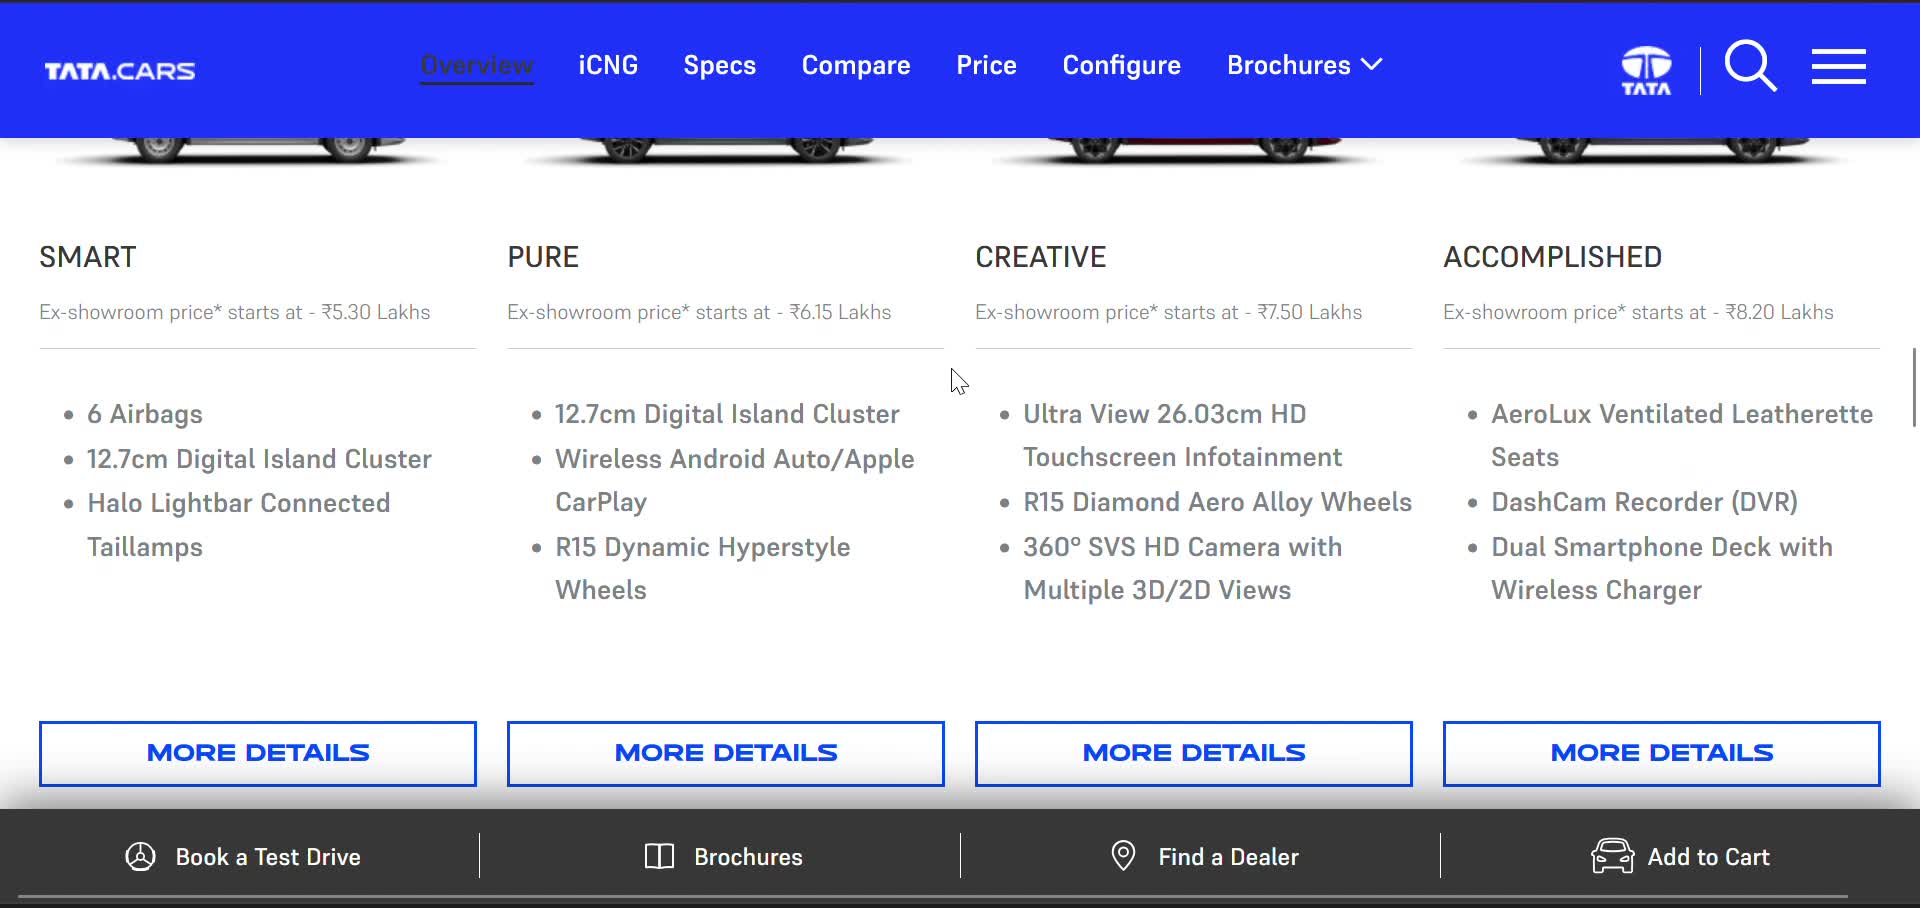 TATA.CARS
Overview
iCNG
Specs
Compare
Price
Configure
Brochures
TATA
SMART
Ex-showroom price* starts at - ₹5.30 Lakhs
6 Airbags
12.7cm Digital Island Cluster
Halo Lightbar Connected
Taillamps
MORE DETAILS
PURE
Ex-showroom price* starts at - ₹6.15 Lakhs
12.7cm Digital Island Cluster
Wireless Android Auto/Apple
CarPlay
R15 Dynamic Hyperstyle
Wheels
MORE DETAILS
CREATIVE
Ex-showroom price* starts at - ₹7.50 Lakhs
Ultra View 26.03cm HD
Touchscreen Infotainment
R15 Diamond Aero Alloy Wheels
360° SVS HD Camera with
Multiple 3D/2D Views
MORE DETAILS
ACCOMPLISHED
Ex-showroom price* starts at - ₹8.20 Lakhs
AeroLux Ventilated Leatherette
Seats
DashCam Recorder (DVR)
Dual Smartphone Deck with
Wireless Charger
MORE DETAILS
Book a Test Drive
Brochures
Find a Dealer
Add to Cart